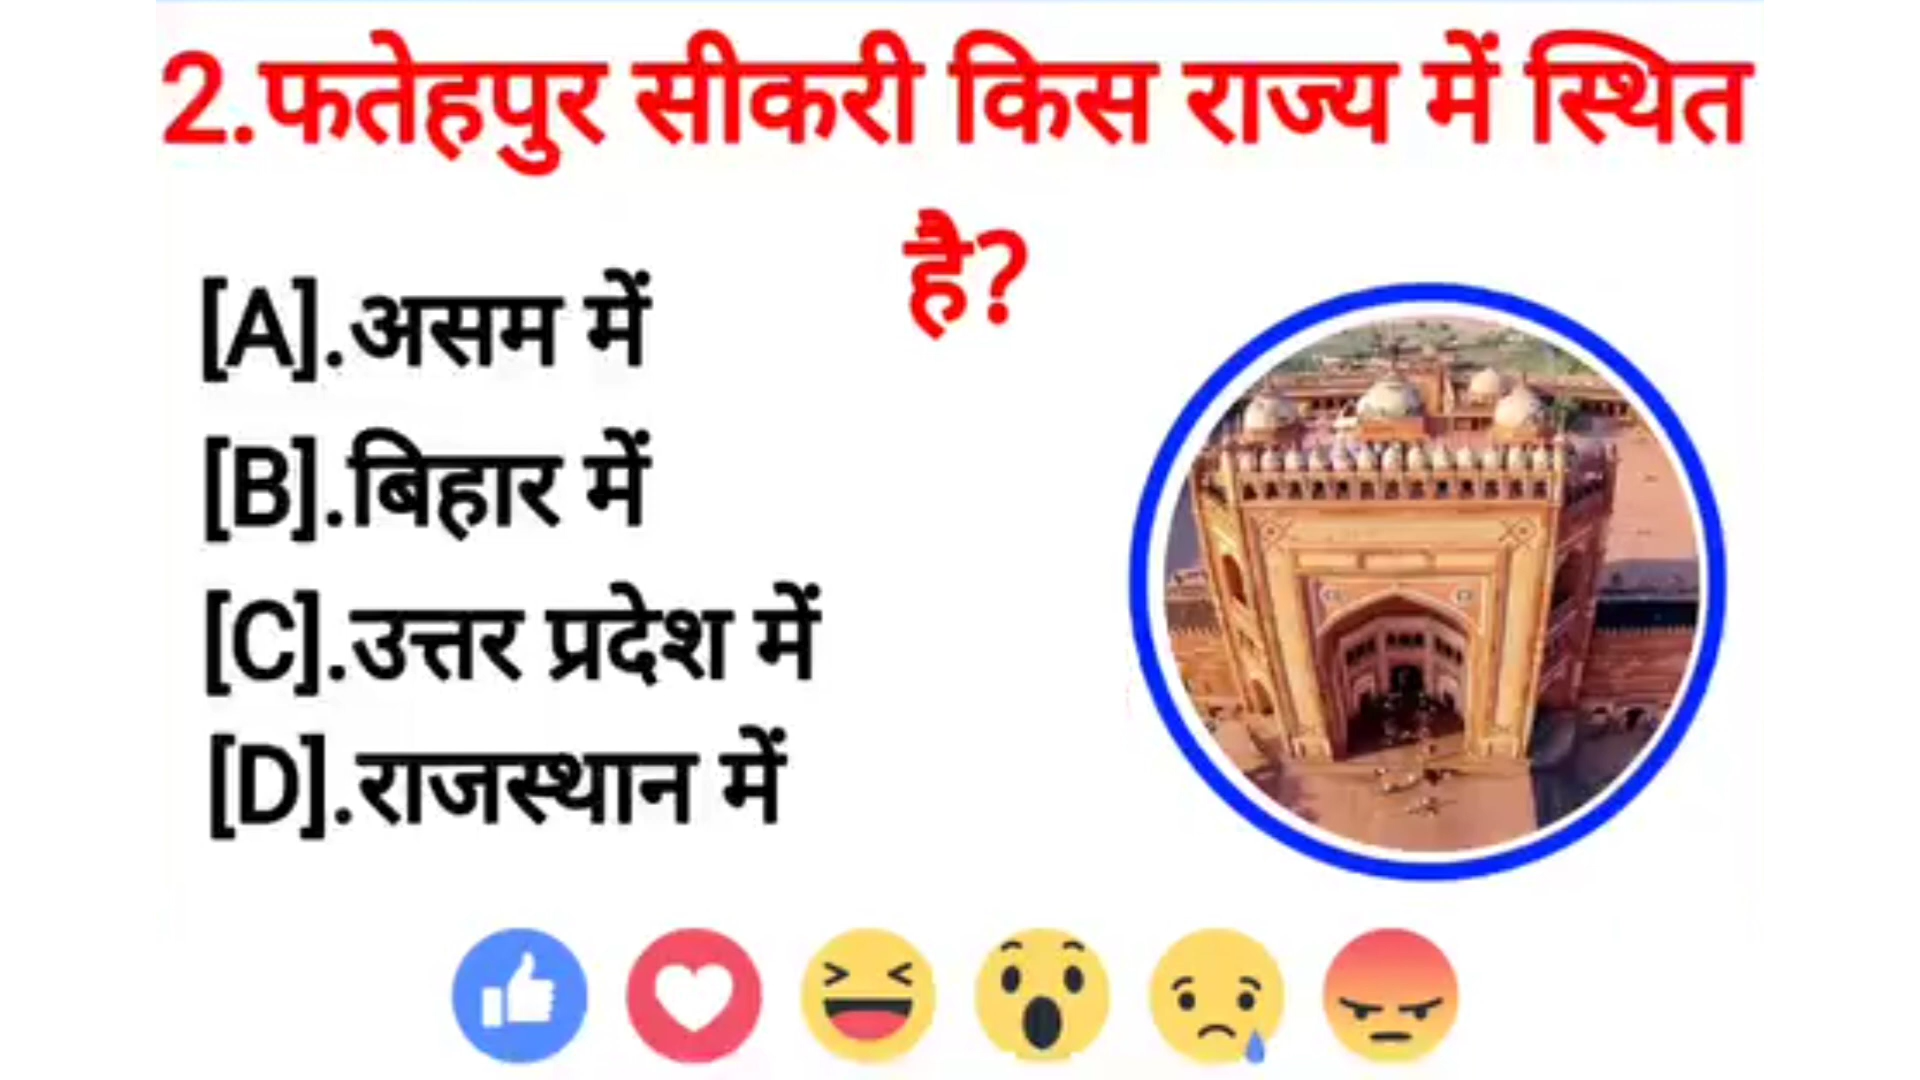 2.फतेहपुर सीकरी किस राज्य में स्थित
है?
[A].असम में
[B].बिहार में
[C].उत्तर प्रदेश में
[D].राजस्थान में